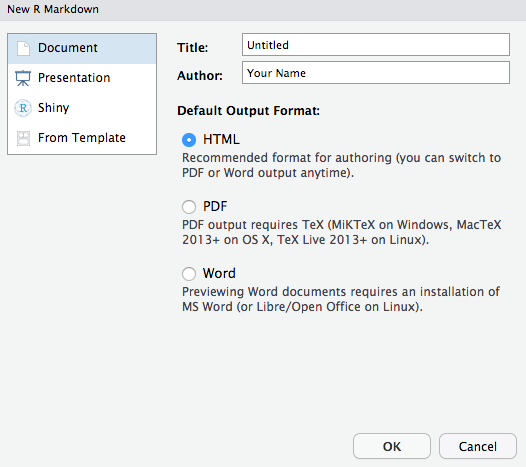 New R Markdown
Document
Presentation
Shiny
From Template
Title: Untitled
Author: Your Name
Default Output Format:
HTML
Recommended format for authoring (you can switch to
PDF or Word output anytime).
PDF
PDF output requires TeX (MiKTeX on Windows, MacTeX
2013+ on OS X, TeX Live 2013+ on Linux).
Word
Previewing Word documents requires an installation of
MS Word (or Libre/Open Office on Linux).
OK Cancel